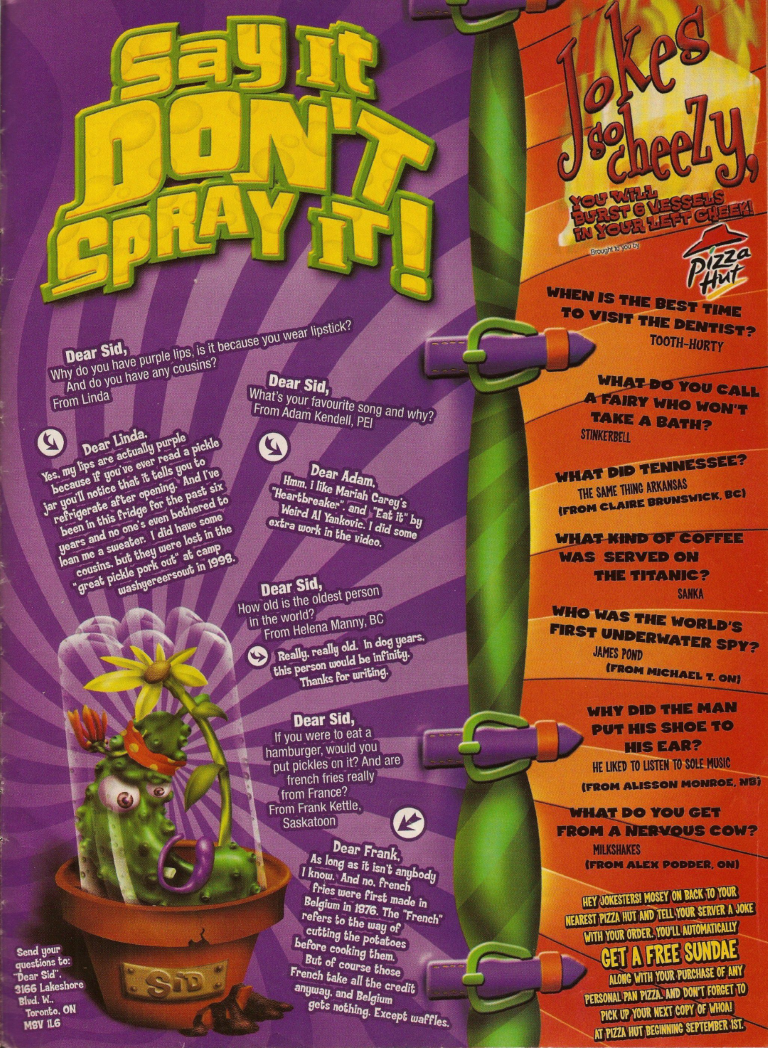 Say it
DON'T
SPRAY IT!
Dear Sid,
Why do you have purple lips, is it because you wear lipstick?
And do you have any cousins?
From Linda
Dear Linda,
Yes, my lips are actually purple
because if you've ever read a pickle
jar you'll notice that it tells you to
refrigerate after opening. And I've
been in this fridge for the past six
years and no one's even bothered to
loan me a sweater. I did have some
cousins, but they were lost in the
"great pickle pork out" at camp
washyereersowt in 1998.
Dear Sid,
What's your favourite song and why?
From Adam Kendell, PEI
Dear Adam,
Hmm. I like Mariah Carey's
"Heartbreaker", and "Eat it" by
Weird Al Yankovic. I did some
extra work in the video.
Dear Sid,
How old is the oldest person
in the world?
From Helena Manny, BC
Really, really old. In dog years,
this person would be infinity.
Thanks for writing.
Dear Sid,
If you were to eat a
hamburger, would you
put pickles on it? And are
french fries really
from France?
From Frank Kettle,
Saskatoon
Dear Frank,
As long as it isn't anybody
I know. And no, french
fries were first made in
Belgium in 1876. The "French"
refers to the way of
cutting the potatoes
before cooking them.
But of course those
French take all the credit
anyway, and Belgium
gets nothing. Except waffles.
SID
Send your
questions to:
"Dear Sid",
3166 Lakeshore
Blvd. W.,
Toronto, ON
M8V 1L6
Jokes
so
cheezy,
YOU WILL
BURST 6 VESSELS
IN YOUR LEFT CHEEK!
Brought to you by
Pizza
Hut
WHEN IS THE BEST TIME
TO VISIT THE DENTIST?
TOOTH-HURTY
WHAT DO YOU CALL
A FAIRY WHO WON'T
TAKE A BATH?
STINKERBELL
WHAT DID TENNESSEE?
THE SAME THING ARKANSAS
(FROM CLAIRE BRUNSWICK, BC)
WHAT KIND OF COFFEE
WAS SERVED ON
THE TITANIC?
SANKA
WHO WAS THE WORLD'S
FIRST UNDERWATER SPY?
JAMES POND
(FROM MICHAEL T. ON)
WHY DID THE MAN
PUT HIS SHOE TO
HIS EAR?
HE LIKED TO LISTEN TO SOLE MUSIC
(FROM ALISSON MONROE, NB)
WHAT DO YOU GET
FROM A NERVOUS COW?
MILKSHAKES
(FROM ALEX PODDER, ON)
HEY JOKESTERS! MOSEY ON BACK TO YOUR
NEAREST PIZZA HUT AND TELL YOUR SERVER A JOKE
WITH YOUR ORDER. YOU'LL AUTOMATICALLY
GET A FREE SUNDAE
ALONG WITH YOUR PURCHASE OF ANY
PERSONAL PAN PIZZA. AND DON'T FORGET TO
PICK UP YOUR NEXT COPY OF WHOA!
AT PIZZA HUT BEGINNING SEPTEMBER 1ST.